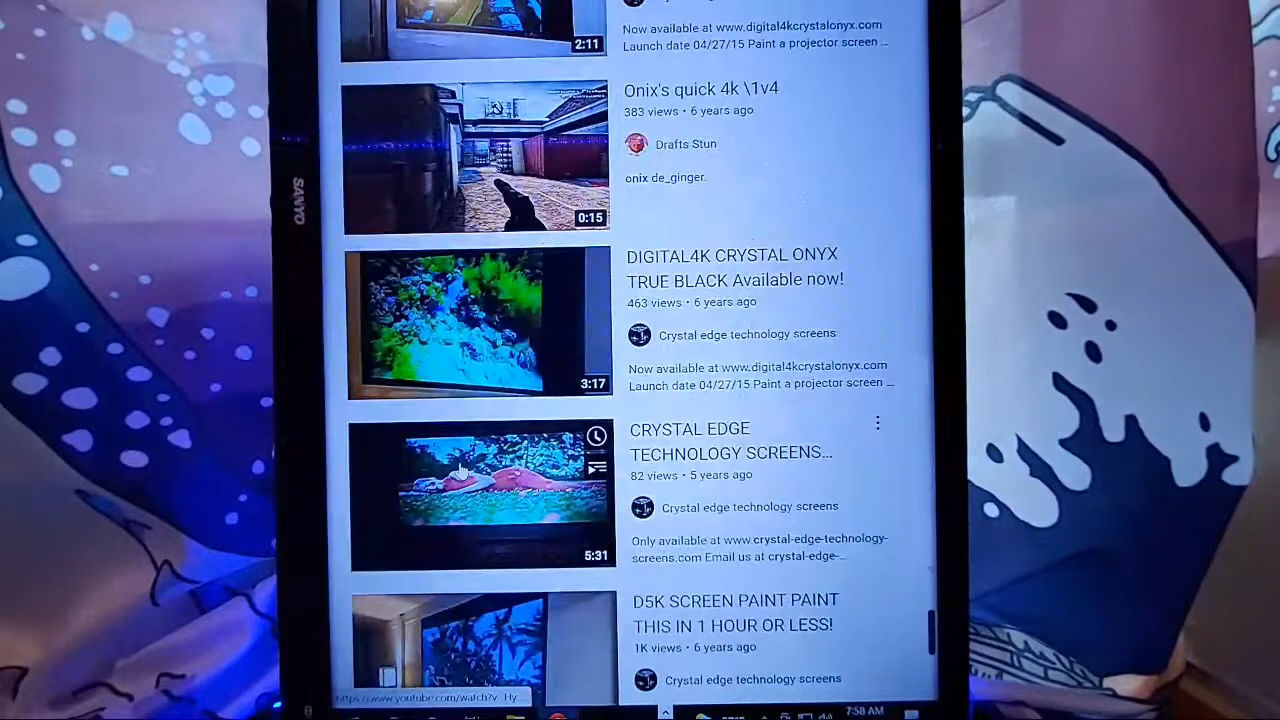 2:11
Now available at www.digital4kcrystalonyx.com
Launch date 04/27/15 Paint a projector screen ...
Onix's quick 4k \1v4
383 views • 6 years ago
Drafts Stun
onix de_ginger.
0:15
SANYO
DIGITAL4K CRYSTAL ONYX
TRUE BLACK Available now!
463 views • 6 years ago
Crystal edge technology screens
Now available at www.digital4kcrystalonyx.com
Launch date 04/27/15 Paint a projector screen ...
3:17
CRYSTAL EDGE
TECHNOLOGY SCREENS...
82 views • 5 years ago
Crystal edge technology screens
Only available at www.crystal-edge-technology-
screens.com Email us at crystal-edge-...
5:31
D5K SCREEN PAINT PAINT
THIS IN 1 HOUR OR LESS!
1K views • 6 years ago
Crystal edge technology screens
https://www.youtube.com/watch?v
7:58 AM